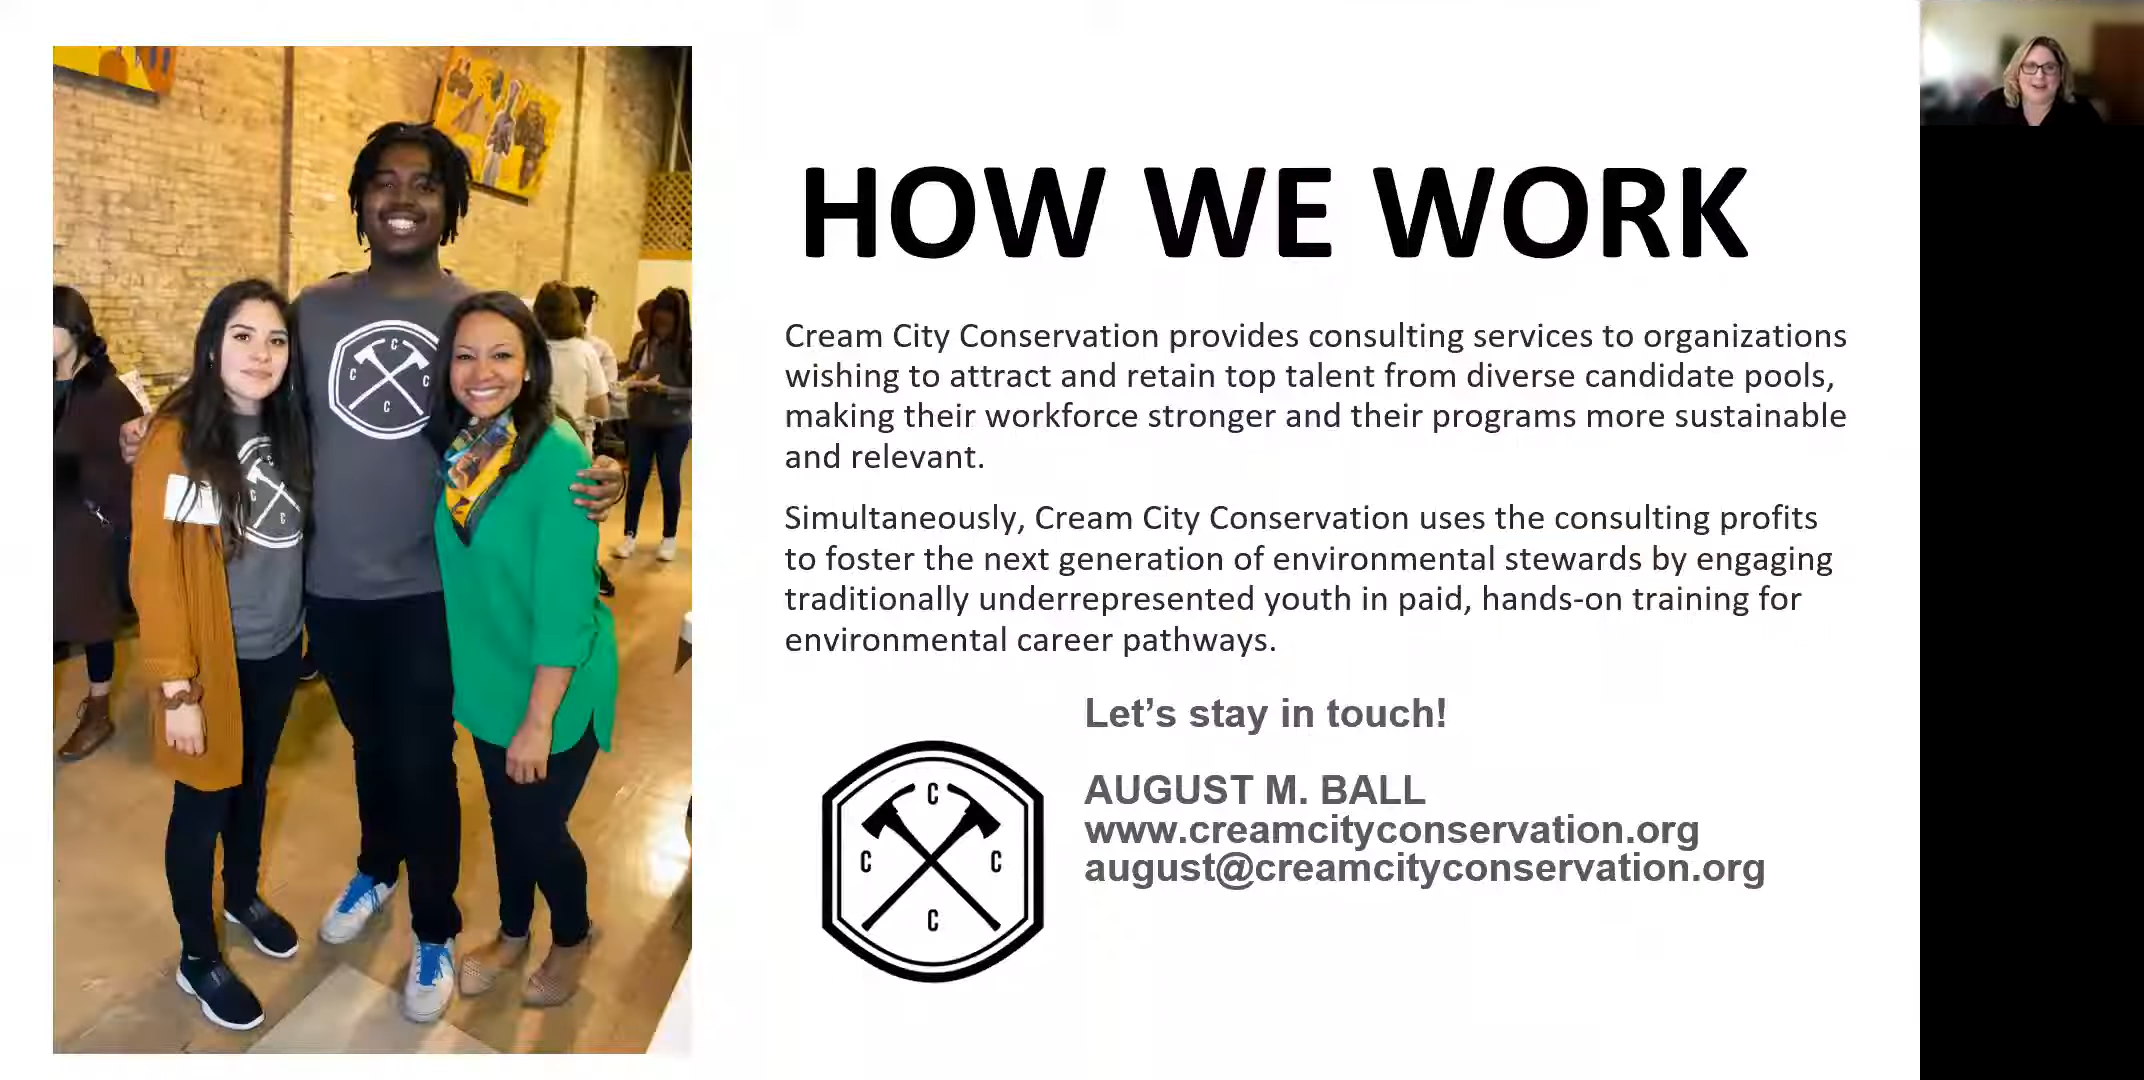 HOW WE WORK
Cream City Conservation provides consulting services to organizations
wishing to attract and retain top talent from diverse candidate pools,
making their workforce stronger and their programs more sustainable
and relevant.
Simultaneously, Cream City Conservation uses the consulting profits
to foster the next generation of environmental stewards by engaging
traditionally underrepresented youth in paid, hands-on training for
environmental career pathways.
Let’s stay in touch!
AUGUST M. BALL
www.creamcityconservation.org
august@creamcityconservation.org
C
C C
C
C
C C
C
C
C
C